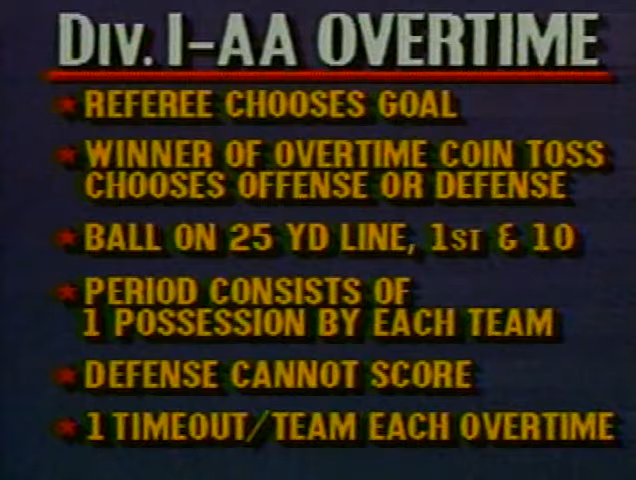 Div. I-AA OVERTIME
* REFEREE CHOOSES GOAL
* WINNER OF OVERTIME COIN TOSS
CHOOSES OFFENSE OR DEFENSE
* BALL ON 25 YD LINE, 1ST & 10
* PERIOD CONSISTS OF
1 POSSESSION BY EACH TEAM
* DEFENSE CANNOT SCORE
* 1 TIMEOUT/TEAM EACH OVERTIME